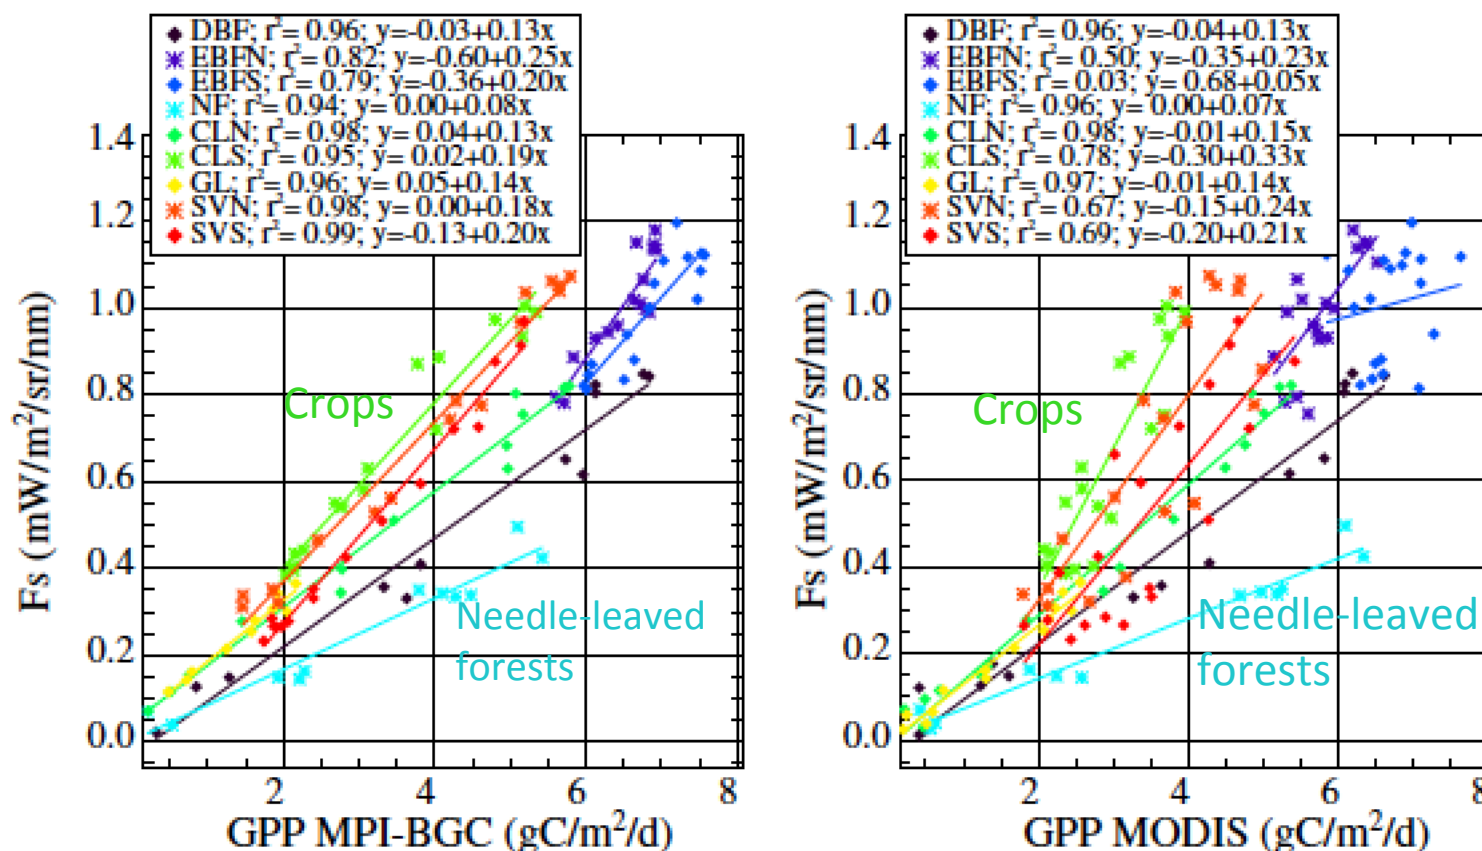 DBF; r²= 0.96; y=-0.03+0.13x
EBFN; r²= 0.82; y=-0.60+0.25x
EBFS; r²= 0.79; y=-0.36+0.20x
NF; r²= 0.94; y= 0.00+0.08x
CLN; r²= 0.98; y= 0.04+0.13x
CLS; r²= 0.95; y= 0.02+0.19x
GL; r²= 0.96; y= 0.05+0.14x
SVN; r²= 0.98; y= 0.00+0.18x
SVS; r²= 0.99; y=-0.13+0.20x
1.4
1.2
1.0
0.8
0.6
0.4
0.2
0.0
Fs (mW/m²/sr/nm)
Crops
Needle-leaved
forests
2 4 6 8
GPP MPI-BGC (gC/m²/d)
DBF; r²= 0.96; y=-0.04+0.13x
EBFN; r²= 0.50; y=-0.35+0.23x
EBFS; r²= 0.03; y= 0.68+0.05x
NF; r²= 0.96; y= 0.00+0.07x
CLN; r²= 0.98; y=-0.01+0.15x
CLS; r²= 0.78; y=-0.30+0.33x
GL; r²= 0.97; y=-0.01+0.14x
SVN; r²= 0.67; y=-0.15+0.24x
SVS; r²= 0.69; y=-0.20+0.21x
1.4
1.2
1.0
0.8
0.6
0.4
0.2
0.0
Fs (mW/m²/sr/nm)
Crops
Needle-leaved
forests
2 4 6 8
GPP MODIS (gC/m²/d)